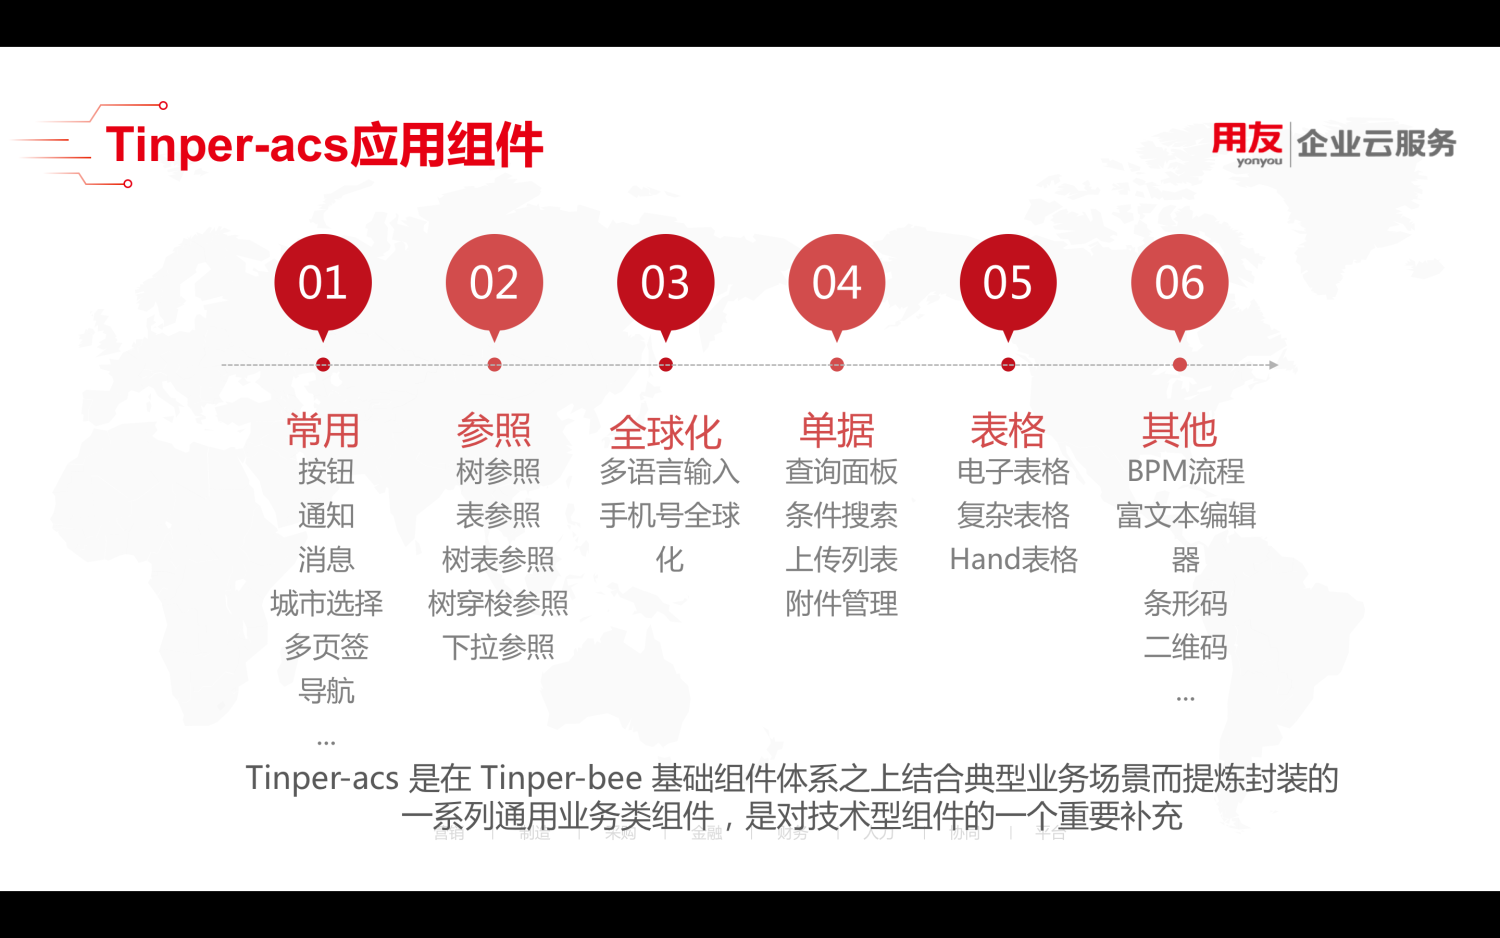 Tinper-acs应用组件
用友
yonyou
企业云服务
01
02
03
04
05
06
常用
按钮
通知
消息
城市选择
多页签
导航
...
参照
树参照
表参照
树表参照
树穿梭参照
下拉参照
全球化
多语言输入
手机号全球
化
单据
查询面板
条件搜索
上传列表
附件管理
表格
电子表格
复杂表格
Hand表格
其他
BPM流程
富文本编辑
器
条形码
二维码
...
Tinper-acs 是在 Tinper-bee 基础组件体系之上结合典型业务场景而提炼封装的
一系列通用业务类组件，是对技术型组件的一个重要补充
营销 | 制造 | 采购 | 金融 | 财务 | 人力 | 协同 | 平台